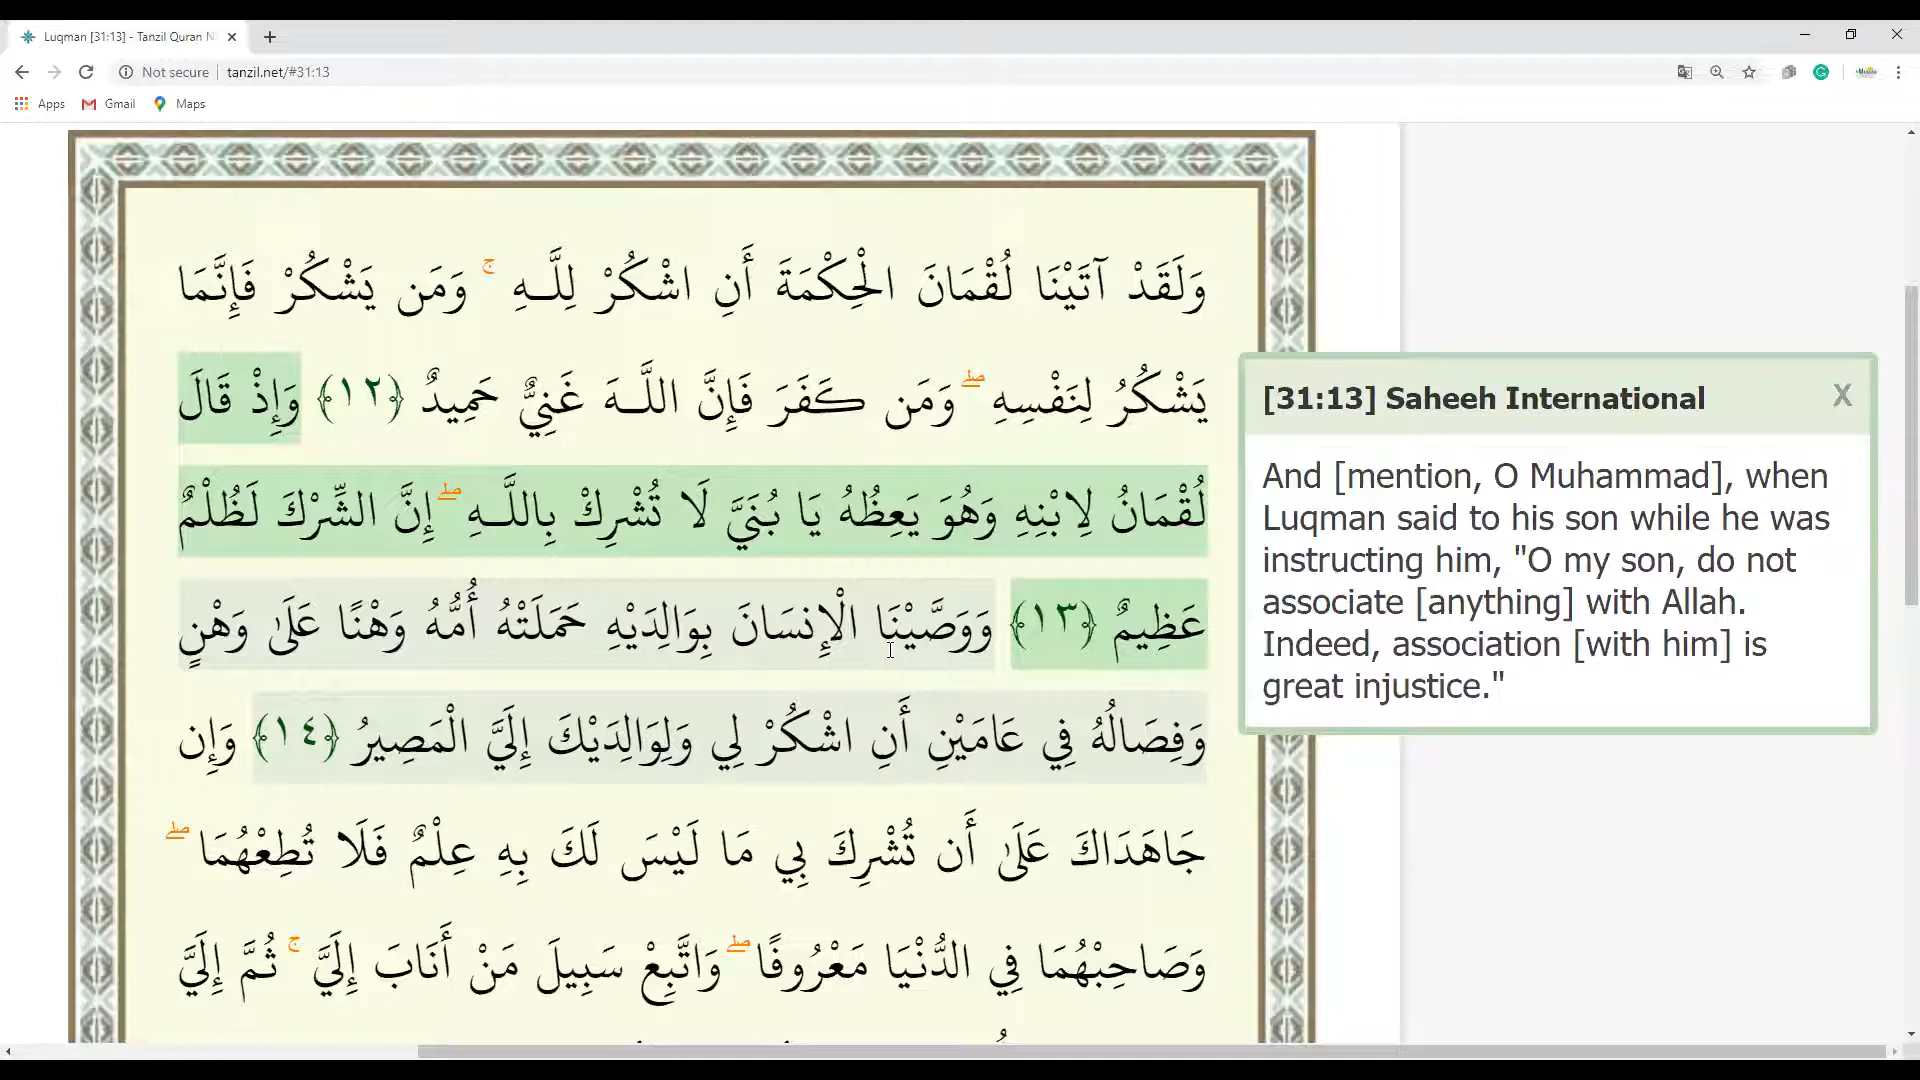 Luqman [31:13] - Tanzil Quran N
Not secure
tanzil.net/#31:13
Apps
Gmail
Maps
وَلَقَدْ آتَيْنَا لُقْمَانَ الْحِكْمَةَ أَنِ اشْكُرْ لِلَّـهِ ۚ وَمَن يَشْكُرْ فَإِنَّمَا
يَشْكُرُ لِنَفْسِهِ ۖ وَمَن كَفَرَ فَإِنَّ اللَّـهَ غَنِيٌّ حَمِيدٌ ﴿١٢﴾ وَإِذْ قَالَ
لُقْمَانُ لِابْنِهِ وَهُوَ يَعِظُهُ يَا بُنَيَّ لَا تُشْرِكْ بِاللَّـهِ ۖ إِنَّ الشِّرْكَ لَظُلْمٌ
عَظِيمٌ ﴿١٣﴾ وَوَصَّيْنَا الْإِنسَانَ بِوَالِدَيْهِ حَمَلَتْهُ أُمُّهُ وَهْنًا عَلَىٰ وَهْنٍ
وَفِصَالُهُ فِي عَامَيْنِ أَنِ اشْكُرْ لِي وَلِوَالِدَيْكَ إِلَيَّ الْمَصِيرُ ﴿١٤﴾ وَإِن
جَاهَدَاكَ عَلَىٰ أَن تُشْرِكَ بِي مَا لَيْسَ لَكَ بِهِ عِلْمٌ فَلَا تُطِعْهُمَا ۖ
وَصَاحِبْهُمَا فِي الدُّنْيَا مَعْرُوفًا ۖ وَاتَّبِعْ سَبِيلَ مَنْ أَنَابَ إِلَيَّ ۚ ثُمَّ إِلَيَّ
[31:13] Saheeh International
X
And [mention, O Muhammad], when
Luqman said to his son while he was
instructing him, "O my son, do not
associate [anything] with Allah.
Indeed, association [with him] is
great injustice."